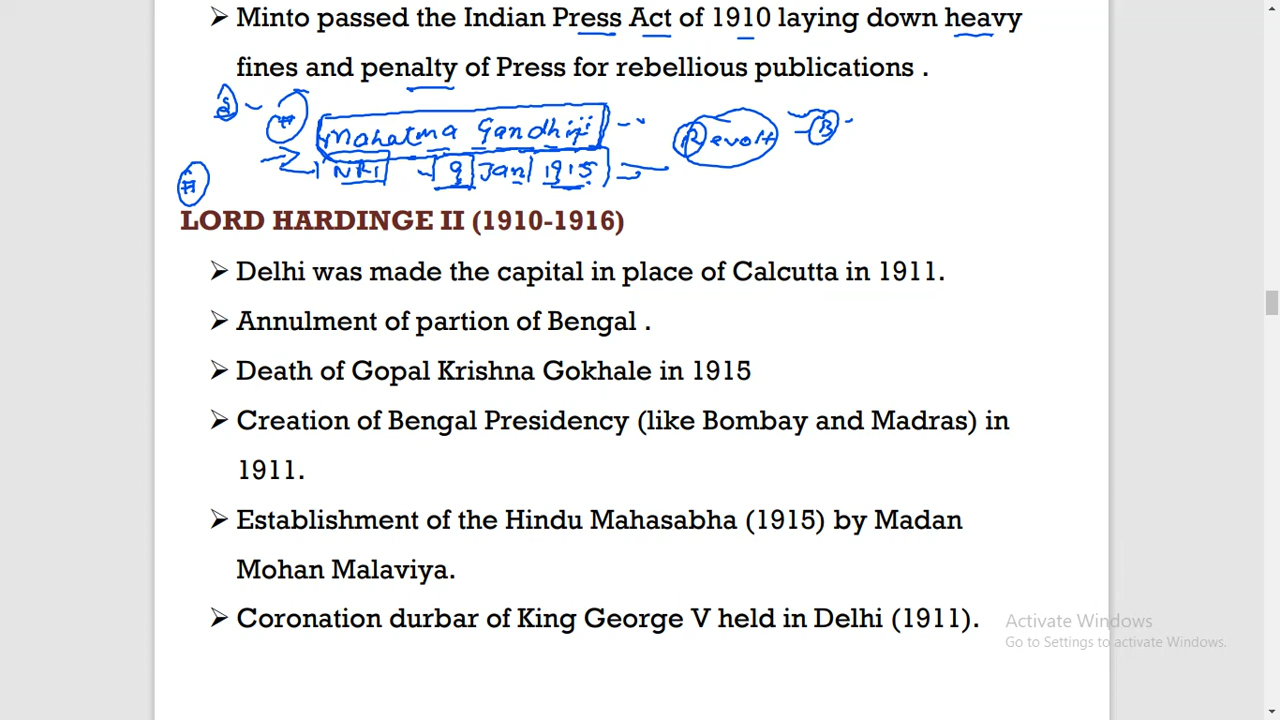 ➢ Minto passed the Indian Press Act of 1910 laying down heavy
fines and penalty of Press for rebellious publications .
Mahatma Gandhiji Revolt
NRI 9 Jan 1915
LORD HARDINGE II (1910-1916)
➢ Delhi was made the capital in place of Calcutta in 1911.
➢ Annulment of partion of Bengal .
➢ Death of Gopal Krishna Gokhale in 1915
➢ Creation of Bengal Presidency (like Bombay and Madras) in
1911.
➢ Establishment of the Hindu Mahasabha (1915) by Madan
Mohan Malaviya.
➢ Coronation durbar of King George V held in Delhi (1911).
Activate Windows
Go to Settings to activate Windows.